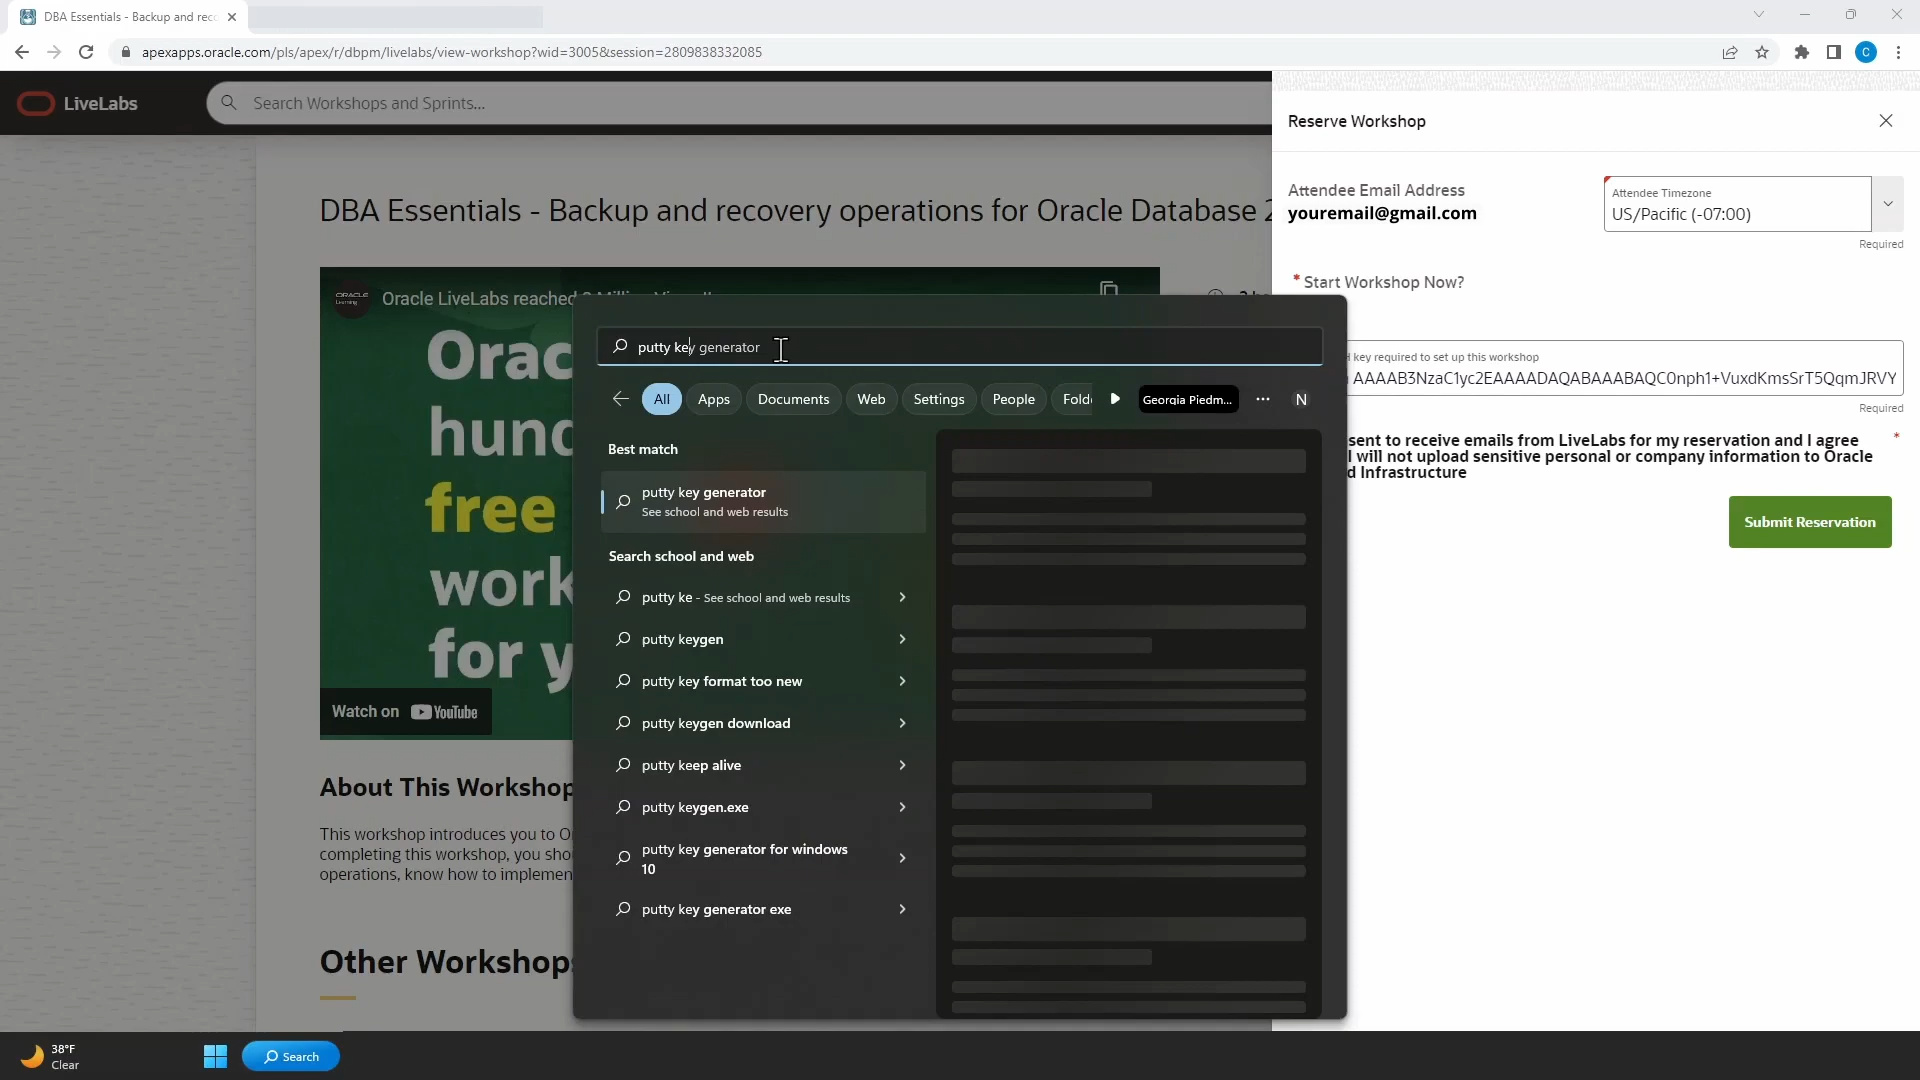 DBA Essentials - Backup and rec
apexapps.oracle.com/pls/apex/r/dbpm/livelabs/view-workshop?wid=3005&session=2809838332085
C
LiveLabs
Search Workshops and Sprints...
DBA Essentials - Backup and recovery operations for Oracle Database 2
ORACLE
Learning
Oracle LiveLabs reached
Orac
hund
free
work
for y
Watch on YouTube
About This Workshop
This workshop introduces you to O
completing this workshop, you sho
operations, know how to implemen
Other Workshops
putty key generator
All
Apps
Documents
Web
Settings
People
Folde
Georgia Piedm...
N
Best match
putty key generator
See school and web results
Search school and web
putty ke - See school and web results
putty keygen
putty key format too new
putty keygen download
putty keep alive
putty keygen.exe
putty key generator for windows
10
putty key generator exe
Reserve Workshop
Attendee Email Address
youremail@gmail.com
Attendee Timezone
US/Pacific (-07:00)
Required
* Start Workshop Now?
key required to set up this workshop
AAAAB3NzaC1yc2EAAAADAQABAAABAQC0nph1+VuxdKmsSrT5QqmJRVY
Required
sent to receive emails from LiveLabs for my reservation and I agree *
I will not upload sensitive personal or company information to Oracle
d Infrastructure
Submit Reservation
38°F
Clear
Search